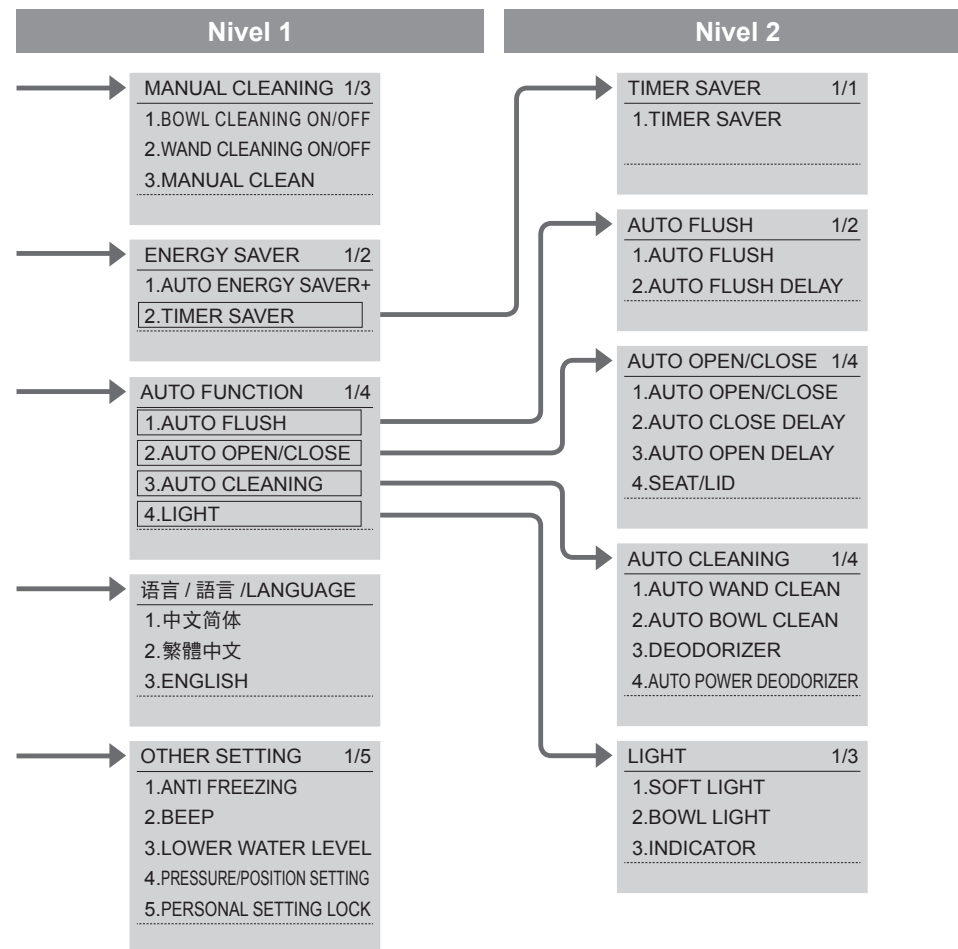 Nivel 1
MANUAL CLEANING 1/3
1.BOWL CLEANING ON/OFF
2.WAND CLEANING ON/OFF
3.MANUAL CLEAN
ENERGY SAVER 1/2
1.AUTO ENERGY SAVER+
2.TIMER SAVER
AUTO FUNCTION 1/4
1.AUTO FLUSH
2.AUTO OPEN/CLOSE
3.AUTO CLEANING
4.LIGHT
语言 / 語言 /LANGUAGE
1.中文简体
2.繁體中文
3.ENGLISH
OTHER SETTING 1/5
1.ANTI FREEZING
2.BEEP
3.LOWER WATER LEVEL
4.PRESSURE/POSITION SETTING
5.PERSONAL SETTING LOCK
Nivel 2
TIMER SAVER 1/1
1.TIMER SAVER
AUTO FLUSH 1/2
1.AUTO FLUSH
2.AUTO FLUSH DELAY
AUTO OPEN/CLOSE 1/4
1.AUTO OPEN/CLOSE
2.AUTO CLOSE DELAY
3.AUTO OPEN DELAY
4.SEAT/LID
AUTO CLEANING 1/4
1.AUTO WAND CLEAN
2.AUTO BOWL CLEAN
3.DEODORIZER
4.AUTO POWER DEODORIZER
LIGHT 1/3
1.SOFT LIGHT
2.BOWL LIGHT
3.INDICATOR